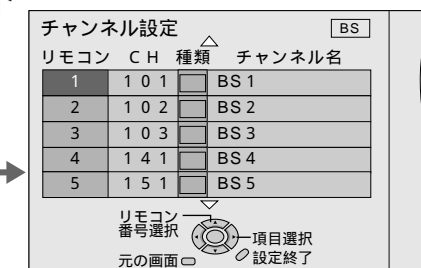 チャンネル設定 BS
リモコン CH 種類 チャンネル名
1 101 BS1
2 102 BS2
3 103 BS3
4 141 BS4
5 151 BS5
リモコン
番号選択
項目選択
元の画面 設定終了